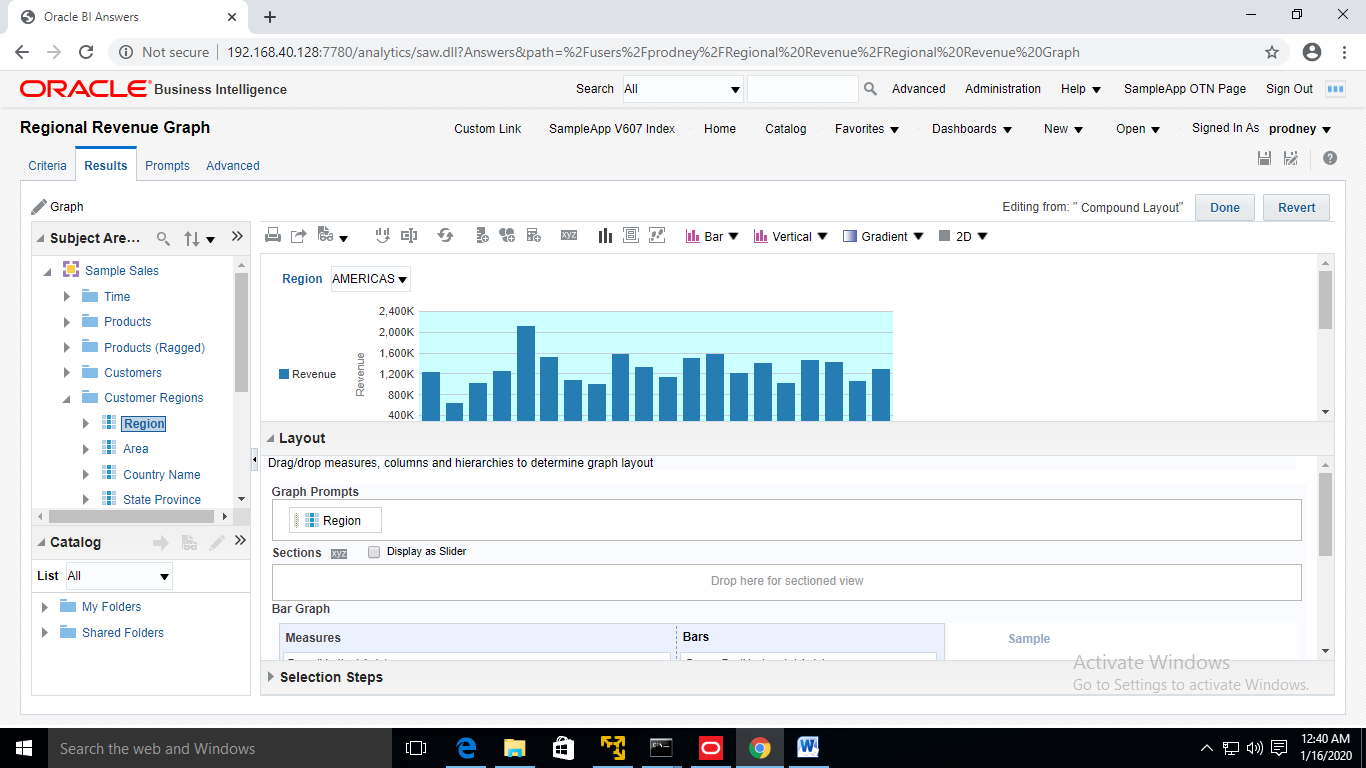 Oracle BI Answers
Not secure 192.168.40.128:7780/analytics/saw.dll?Answers&path=%2Fusers%2Fprodney%2FRegional%20Revenue%2FRegional%20Revenue%20Graph
ORACLE Business Intelligence Search All Advanced Administration Help SampleApp OTN Page Sign Out
Regional Revenue Graph Custom Link SampleApp V607 Index Home Catalog Favorites Dashboards New Open Signed In As prodney
Criteria Results Prompts Advanced
Graph Editing from: " Compound Layout" Done Revert
Subject Are... xyz Bar Vertical Gradient 2D
Sample Sales
Time
Products
Products (Ragged)
Customers
Customer Regions
Region
Area
Country Name
State Province
Region AMERICAS
2,400K
2,000K
1,600K
1,200K
800K
400K
Revenue
Revenue
Layout
Drag/drop measures, columns and hierarchies to determine graph layout
Graph Prompts
Region
Sections xyz Display as Slider
Drop here for sectioned view
Bar Graph
Measures Bars Sample
Selection Steps
Catalog
List All
My Folders
Shared Folders
Activate Windows
Go to Settings to activate Windows.
Search the web and Windows
12:40 AM
1/16/2020